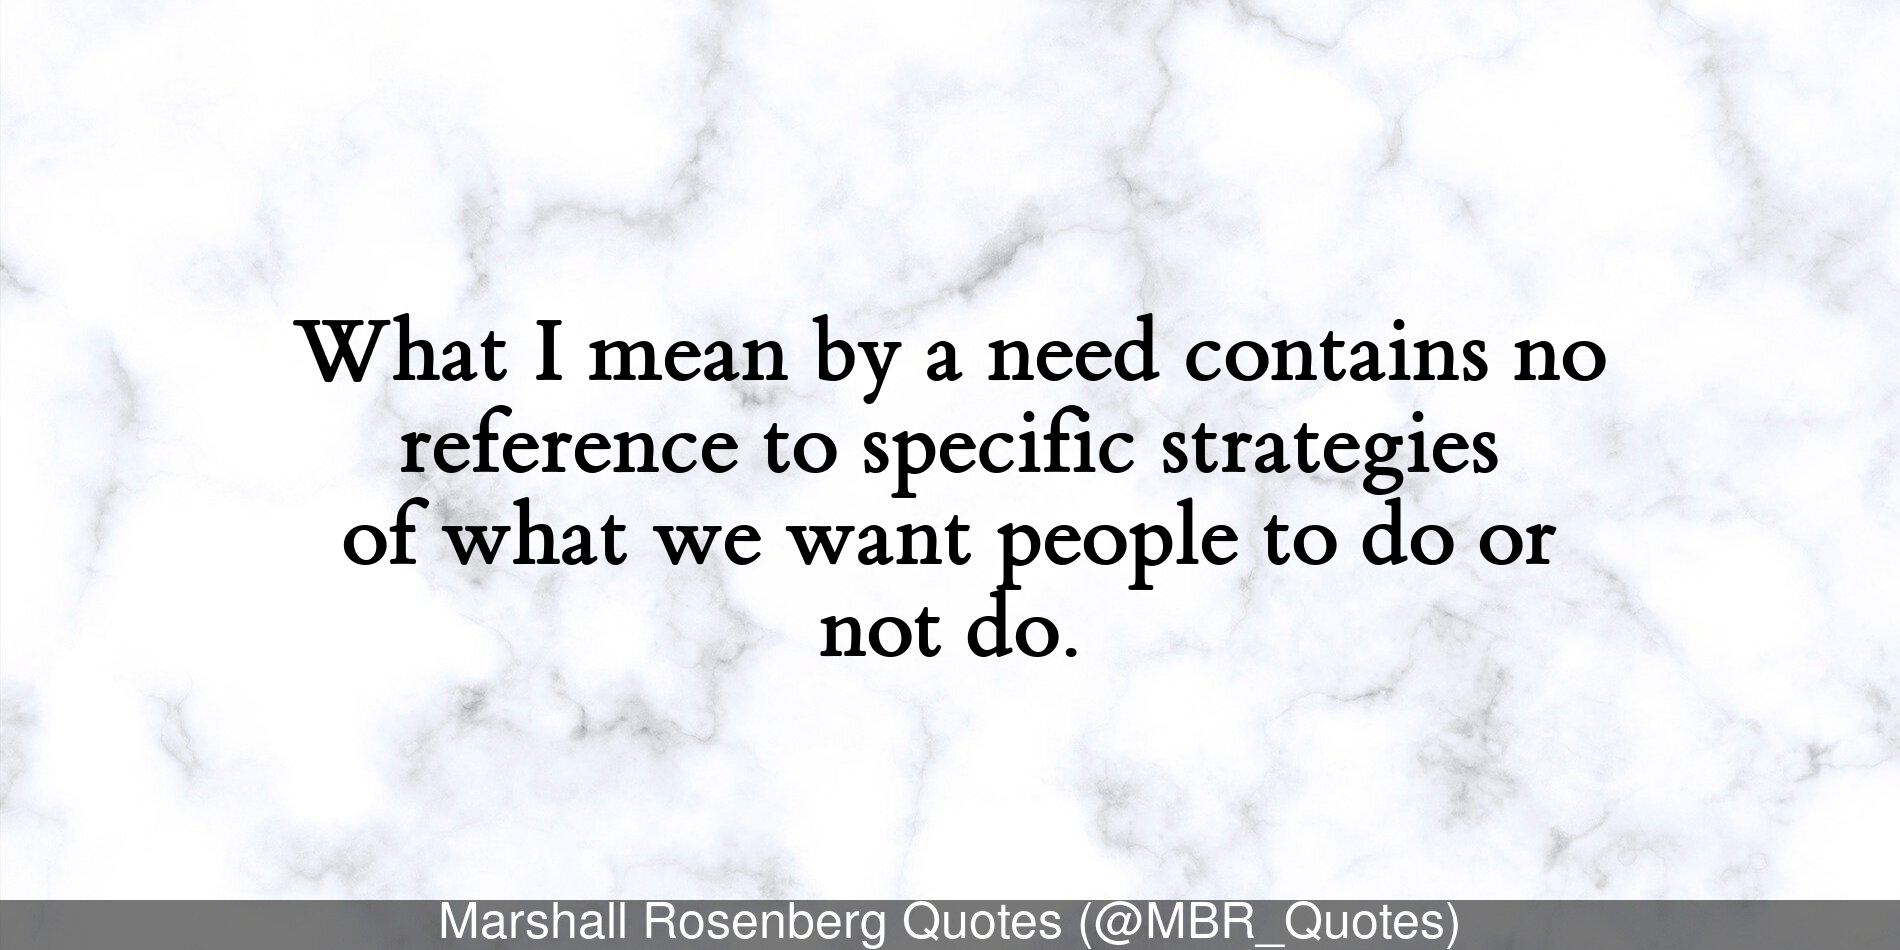 What I mean by a need contains no
reference to specific strategies
of what we want people to do or
not do.
Marshall Rosenberg Quotes (@MBR_Quotes)